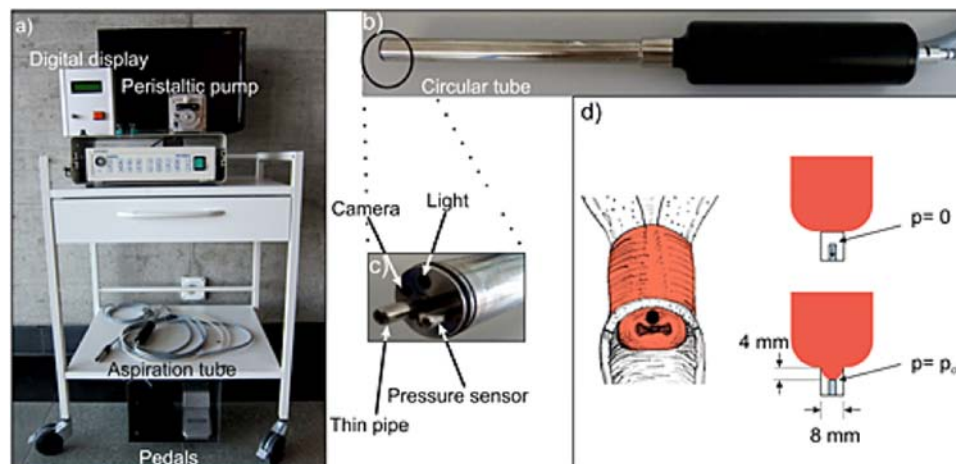 a)
Digital display
Peristaltic pump
Aspiration tube
Pedals
b)
Circular tube
Camera
Light
c)
Thin pipe
Pressure sensor
d)
p= 0
4 mm
p= p
8 mm